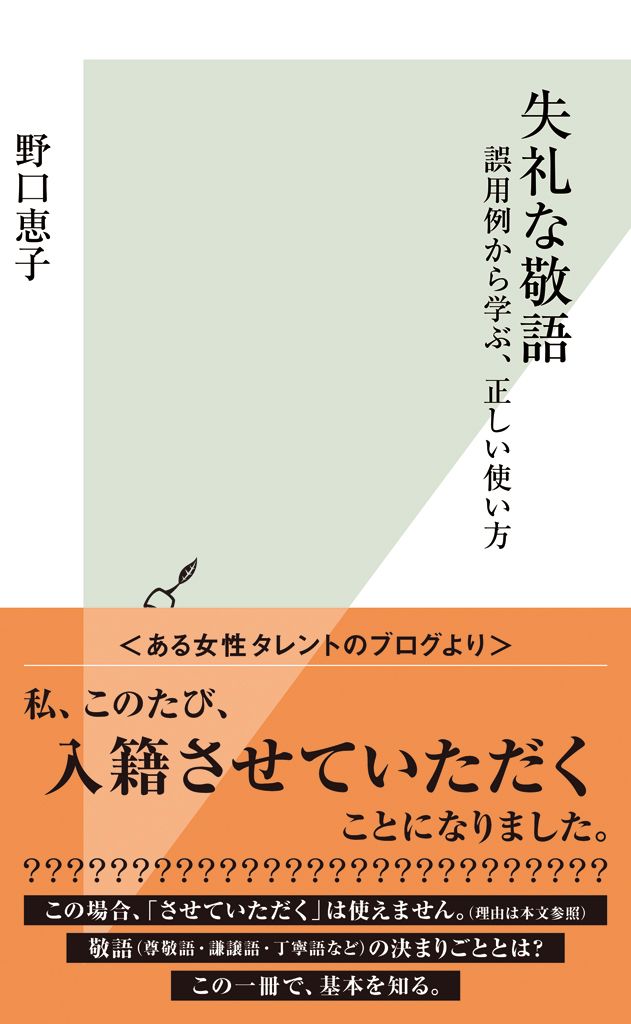 失礼な敬語
誤用例から学ぶ、正しい使い方
野口恵子
＜ある女性タレントのブログより＞
私、このたび、
入籍させていただく
ことになりました。
???????????????????????????
この場合、「させていただく」は使えません。（理由は本文参照）
敬語（尊敬語・謙譲語・丁寧語など）の決まりごととは？
この一冊で、基本を知る。